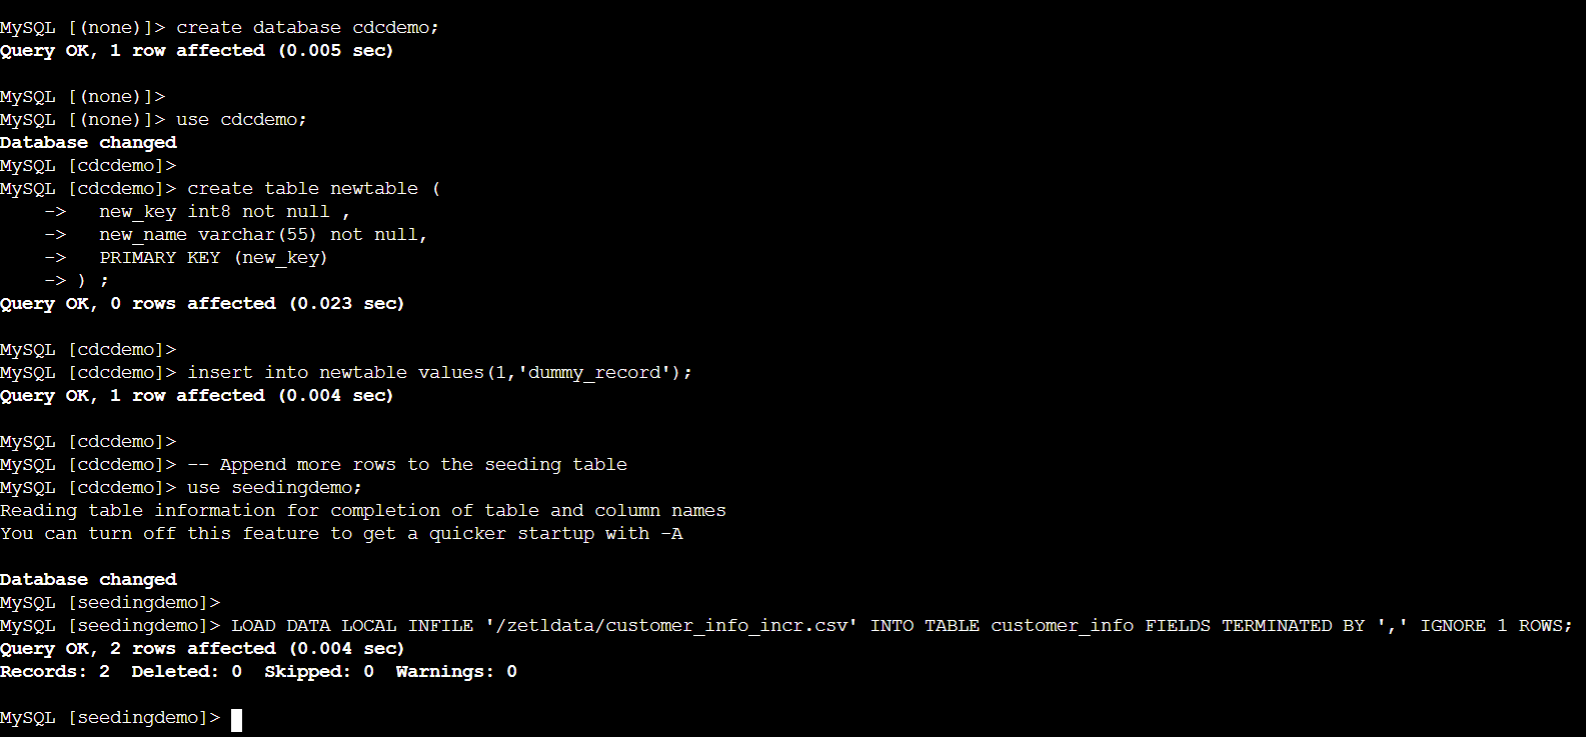 MySQL [(none)]> create database cdcdemo;
Query OK, 1 row affected (0.005 sec)
MySQL [(none)]>
MySQL [(none)]> use cdcdemo;
Database changed
MySQL [cdcdemo]>
MySQL [cdcdemo]> create table newtable (
    ->   new_key int8 not null ,
    ->   new_name varchar(55) not null,
    ->   PRIMARY KEY (new_key)
    -> ) ;
Query OK, 0 rows affected (0.023 sec)
MySQL [cdcdemo]>
MySQL [cdcdemo]> insert into newtable values(1,'dummy_record');
Query OK, 1 row affected (0.004 sec)
MySQL [cdcdemo]>
MySQL [cdcdemo]> -- Append more rows to the seeding table
MySQL [cdcdemo]> use seedingdemo;
Reading table information for completion of table and column names
You can turn off this feature to get a quicker startup with -A
Database changed
MySQL [seedingdemo]>
MySQL [seedingdemo]> LOAD DATA LOCAL INFILE '/zetldata/customer_info_incr.csv' INTO TABLE customer_info FIELDS TERMINATED BY ',' IGNORE 1 ROWS;
Query OK, 2 rows affected (0.004 sec)
Records: 2  Deleted: 0  Skipped: 0  Warnings: 0
MySQL [seedingdemo]>